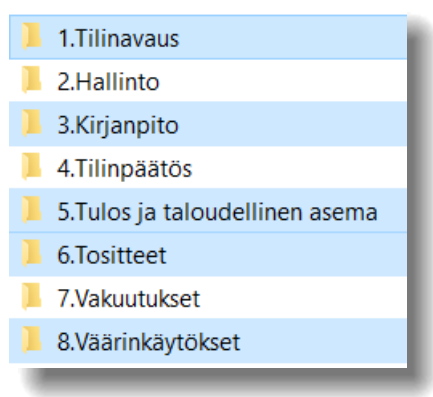 1.Tilinavaus
2.Hallinto
3.Kirjanpito
4.Tilinpäätös
5.Tulos ja taloudellinen asema
6.Tositteet
7.Vakuutukset
8.Väärinkäytökset